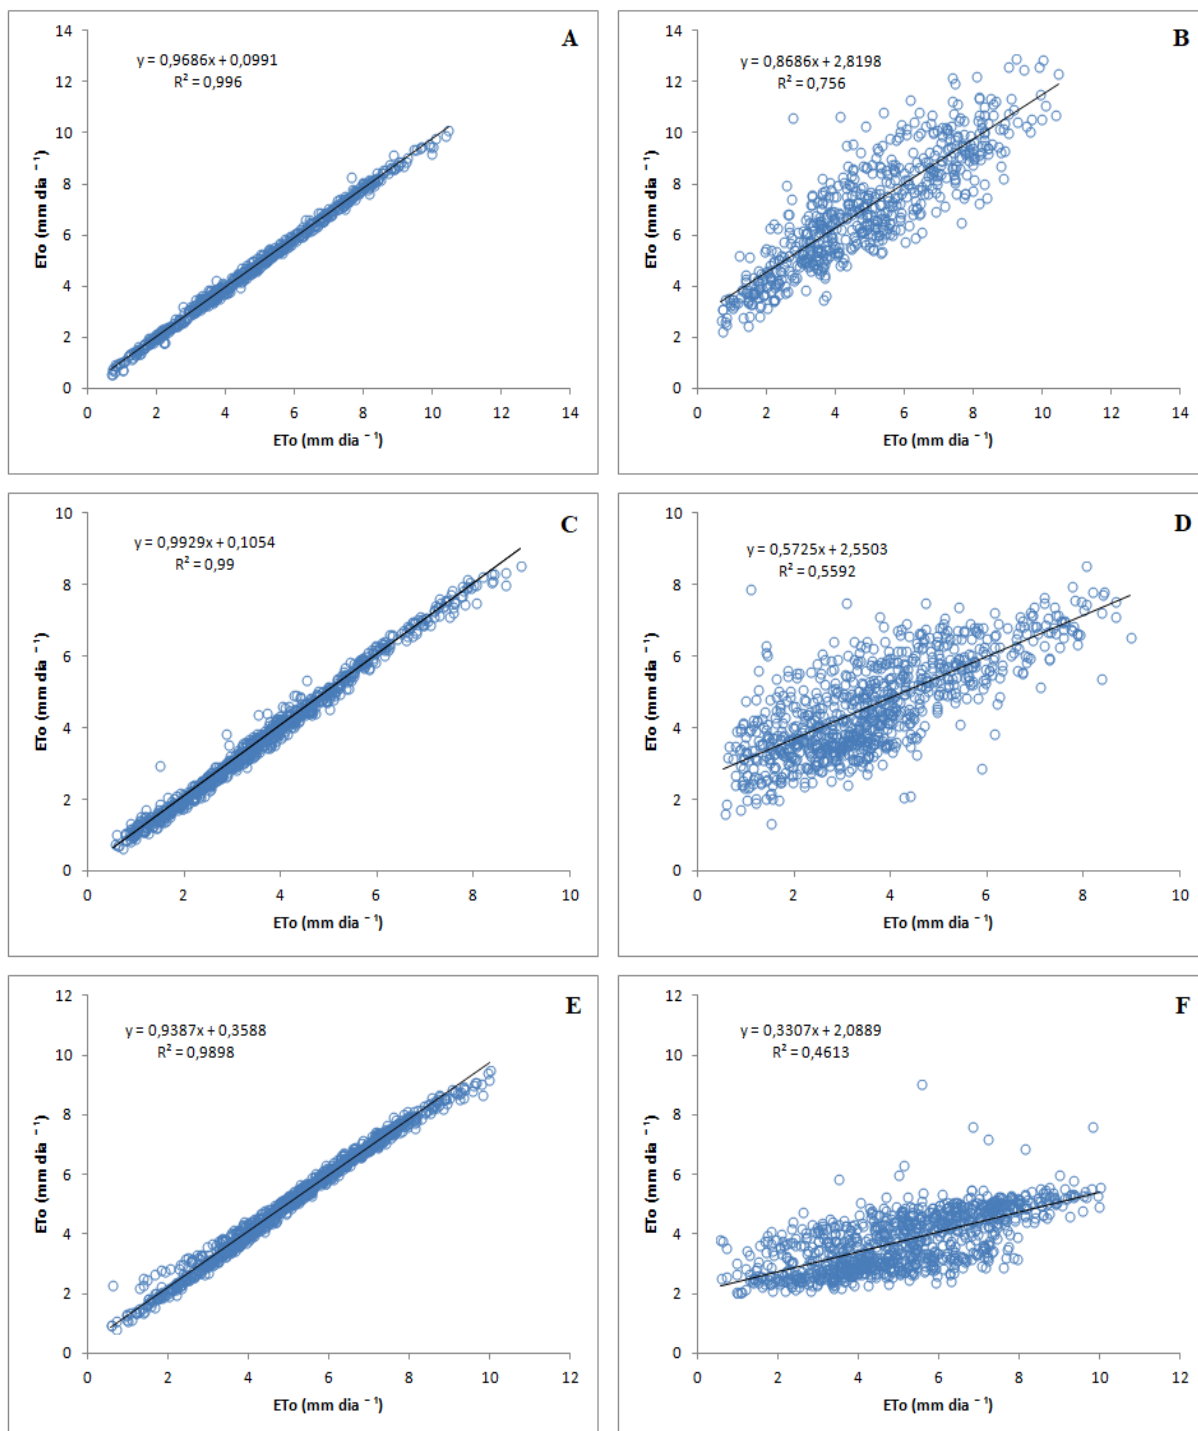 A
y = 0,9686x + 0,0991
R² = 0,996
ETo (mm dia ⁻¹)
14
12
10
8
6
4
2
0
0 2 4 6 8 10 12 14
ETo (mm dia ⁻¹)
B
y = 0,8686x + 2,8198
R² = 0,756
ETo (mm dia ⁻¹)
14
12
10
8
6
4
2
0
0 2 4 6 8 10 12 14
ETo (mm dia ⁻¹)
C
y = 0,9929x + 0,1054
R² = 0,99
ETo (mm dia ⁻¹)
10
8
6
4
2
0
0 2 4 6 8 10
ETo (mm dia ⁻¹)
D
y = 0,5725x + 2,5503
R² = 0,5592
ETo (mm dia ⁻¹)
10
8
6
4
2
0
0 2 4 6 8 10
ETo (mm dia ⁻¹)
E
y = 0,9387x + 0,3588
R² = 0,9898
ETo (mm dia ⁻¹)
12
10
8
6
4
2
0
0 2 4 6 8 10 12
ETo (mm dia ⁻¹)
F
y = 0,3307x + 2,0889
R² = 0,4613
ETo (mm dia ⁻¹)
12
10
8
6
4
2
0
0 2 4 6 8 10 12
ETo (mm dia ⁻¹)